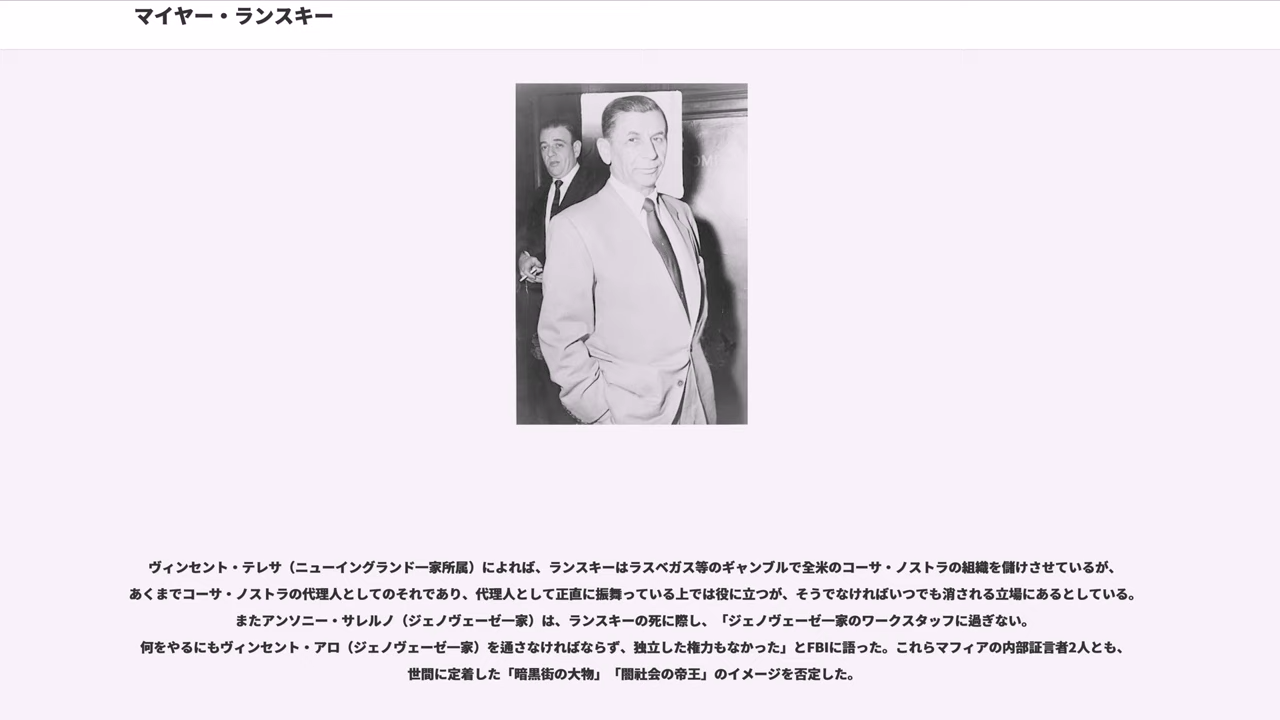 マイヤー・ランスキー
ヴィンセント・テレサ（ニューイングランド一家所属）によれば、ランスキーはラスベガス等のギャンブルで全米のコーサ・ノストラの組織を儲けさせているが、
あくまでコーサ・ノストラの代理人としてのそれであり、代理人として正直に振舞っている上では役に立つが、そうでなければいつでも消される立場にあるとしている。
またアンソニー・サレルノ（ジェノヴェーゼ一家）は、ランスキーの死に際し、「ジェノヴェーゼ一家のワークスタッフに過ぎない。
何をやるにもヴィンセント・アロ（ジェノヴェーゼ一家）を通さなければならず、独立した権力もなかった」とFBIに語った。これらマフィアの内部証言者2人とも、
世間に定着した「暗黒街の大物」「闇社会の帝王」のイメージを否定した。